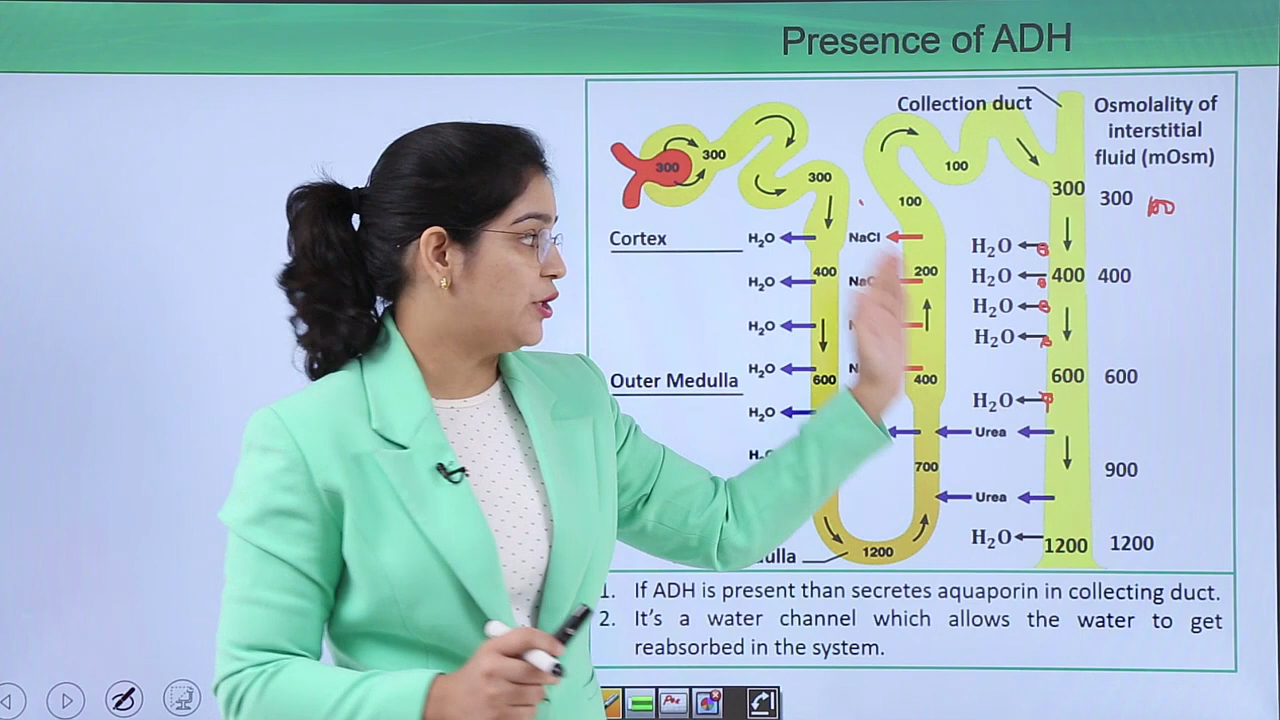 Presence of ADH
Collection duct
Osmolality of
interstitial
fluid (mOsm)
300
300
300
100
100
300
300
100
Cortex
H₂O
NaCl
H₂O
400
200
H₂O
400
400
H₂O
H₂O
H₂O
H₂O
Outer Medulla
H₂O
600
400
600
600
H₂O
H₂O
Urea
700
900
Urea
1200
H₂O
1200
1200
1. If ADH is present than secretes aquaporin in collecting duct.
2. It's a water channel which allows the water to get
reabsorbed in the system.